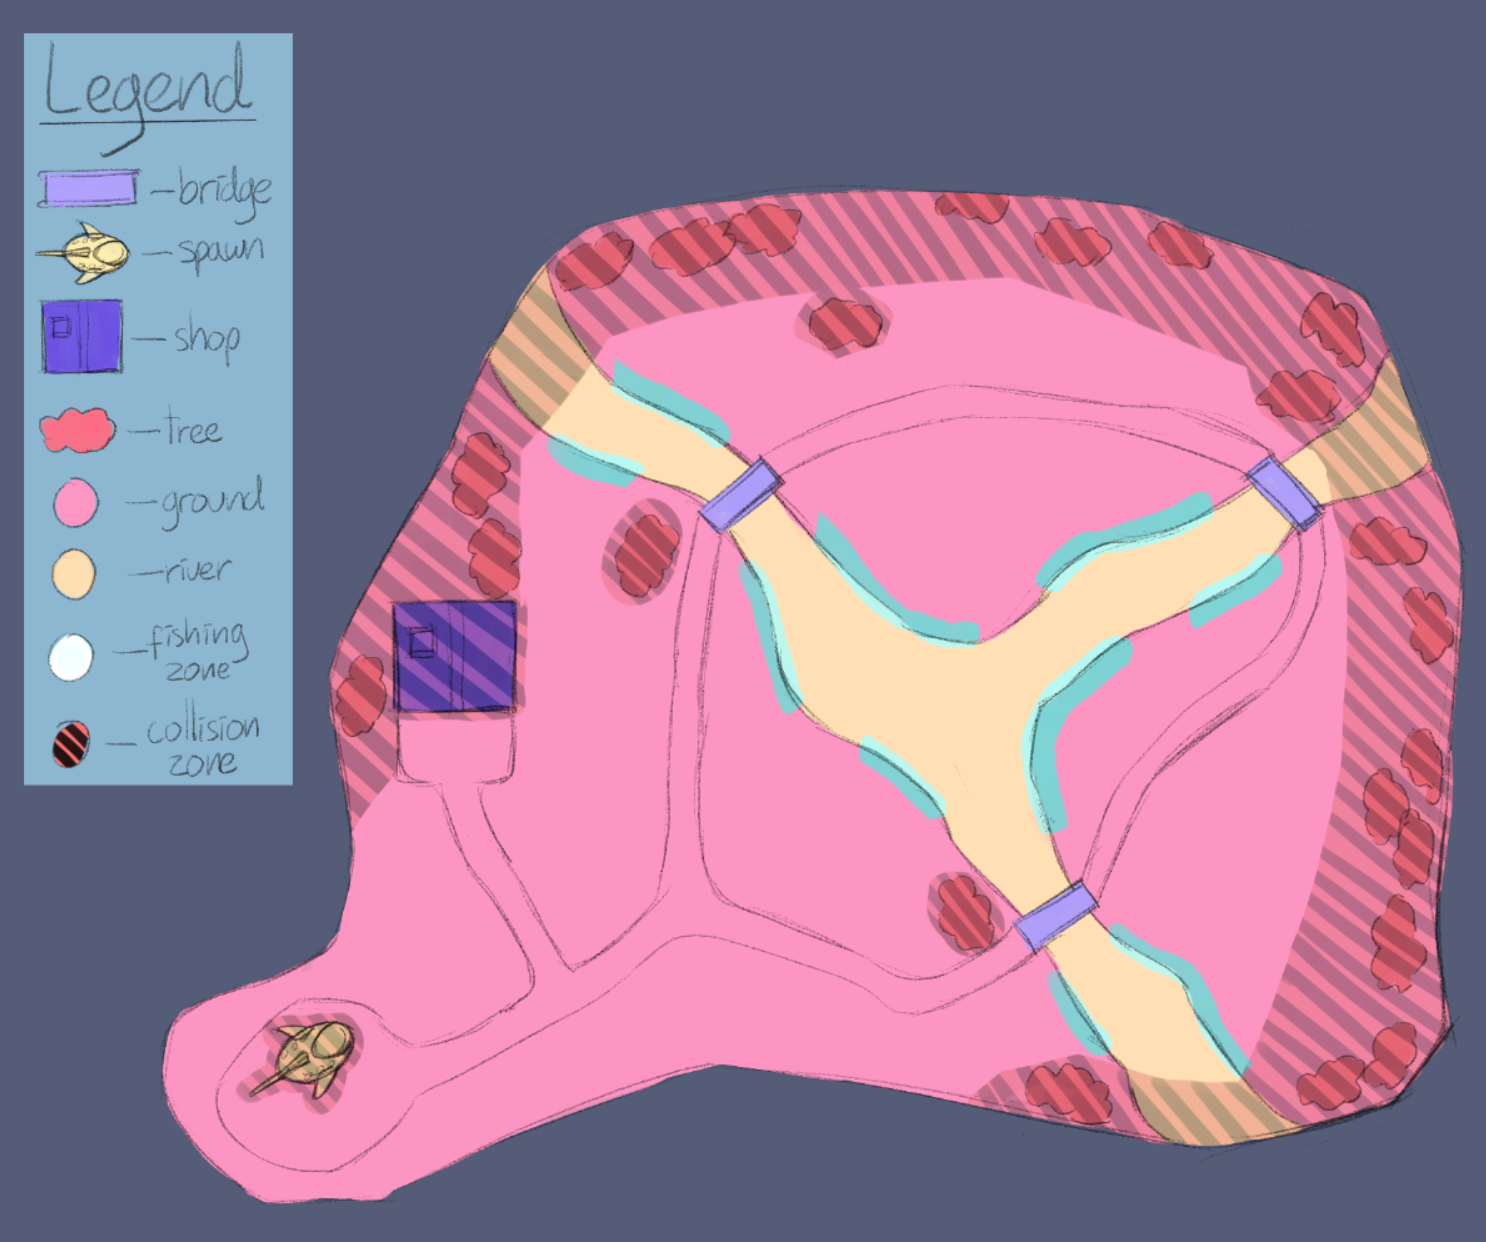 Legend
—bridge
—spawn
—shop
—tree
—ground
—river
—fishing
zone
—collision
zone